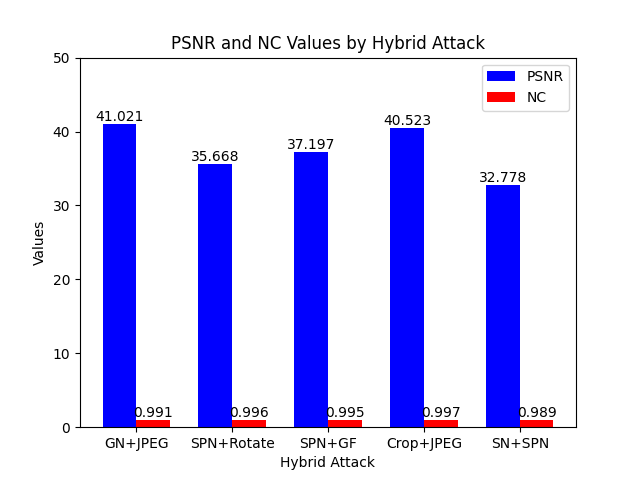 PSNR and NC Values by Hybrid Attack
50
40
30
20
10
0
Values
PSNR
NC
41.021
35.668
37.197
40.523
32.778
0.991
0.996
0.995
0.997
0.989
GN+JPEG
SPN+Rotate
SPN+GF
Crop+JPEG
SN+SPN
Hybrid Attack